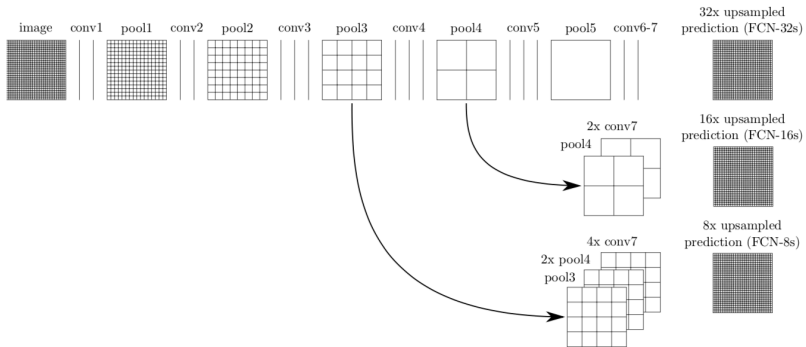 image
conv1
pool1
conv2
pool2
conv3
pool3
conv4
pool4
conv5
pool5
conv6-7
32x upsampled
prediction (FCN-32s)
16x upsampled
prediction (FCN-16s)
2x conv7
pool4
8x upsampled
prediction (FCN-8s)
4x conv7
2x pool4
pool3